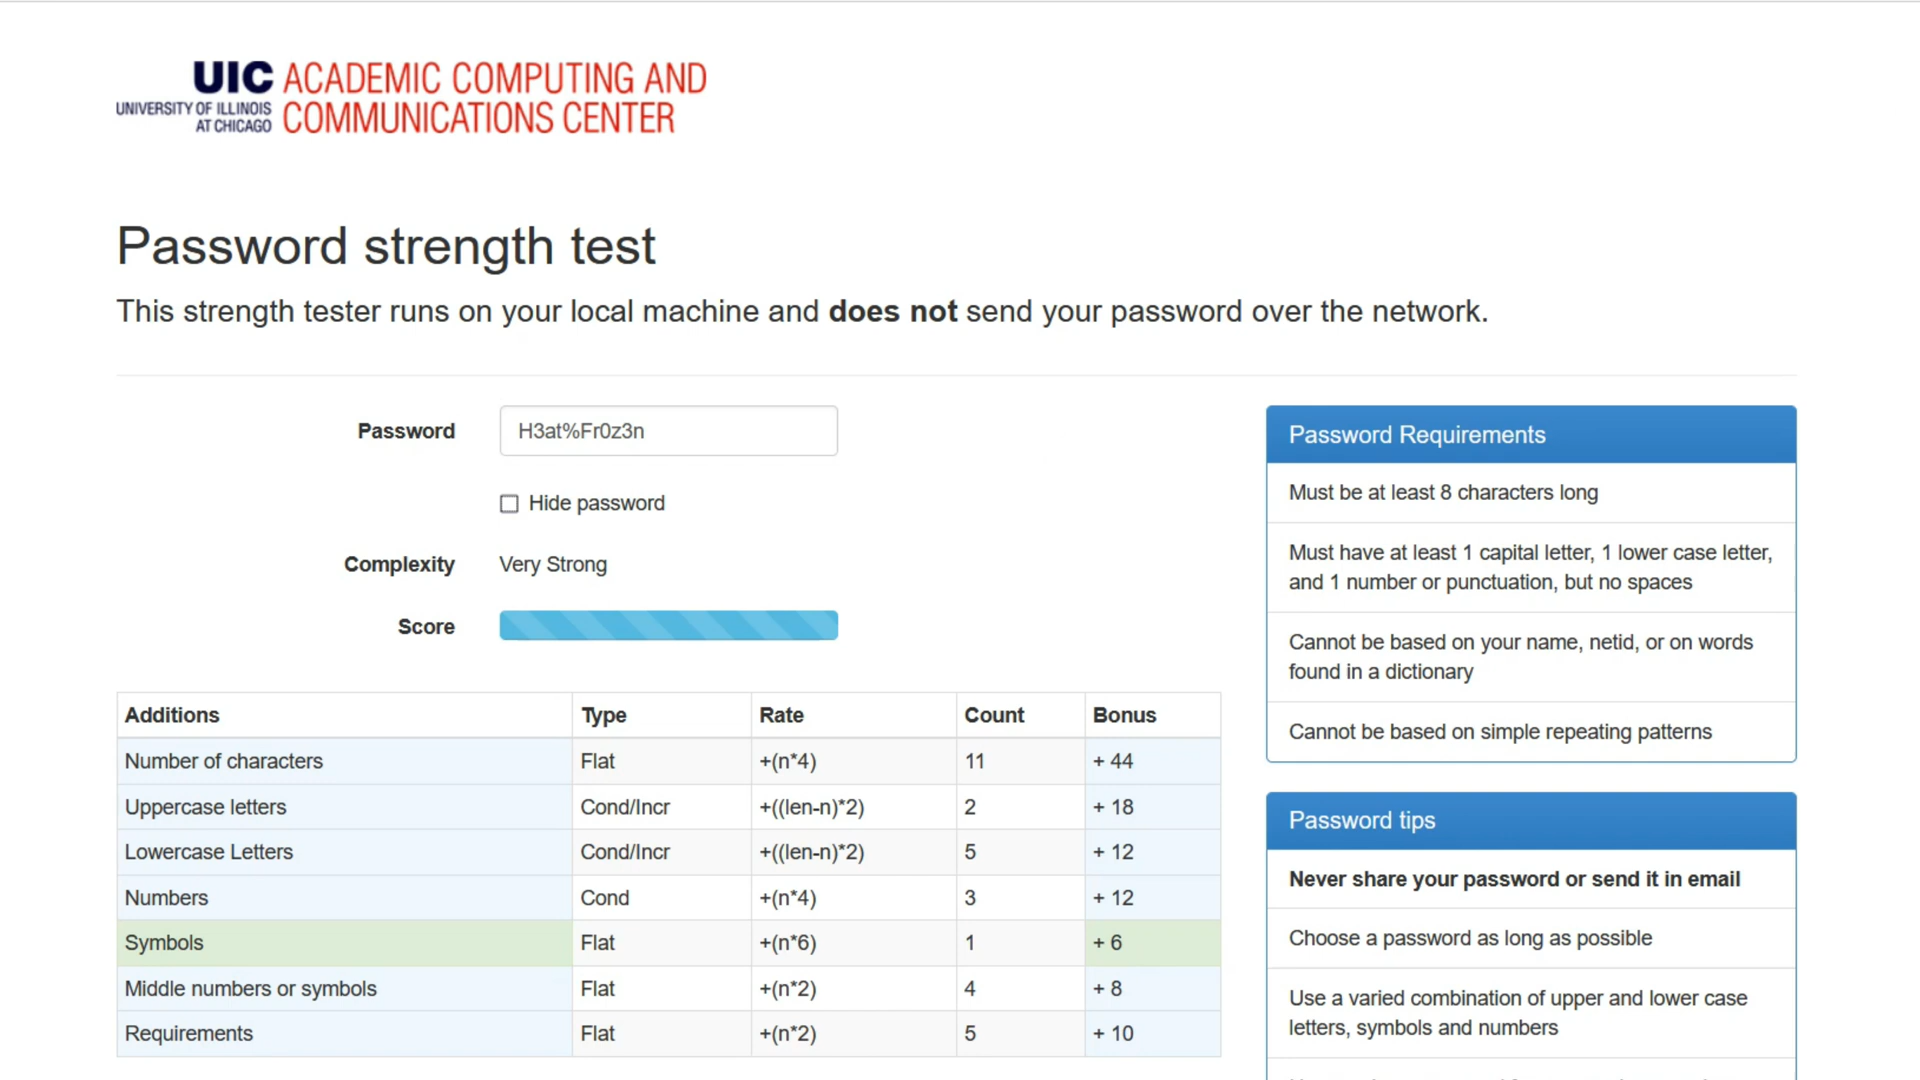 UIC ACADEMIC COMPUTING AND
UNIVERSITY OF ILLINOIS
AT CHICAGO COMMUNICATIONS CENTER
Password strength test
This strength tester runs on your local machine and does not send your password over the network.
Password H3at%Fr0z3n
Hide password
Complexity Very Strong
Score
Additions Type Rate Count Bonus
Number of characters Flat +(n*4) 11 + 44
Uppercase letters Cond/Incr +((len-n)*2) 2 + 18
Lowercase Letters Cond/Incr +((len-n)*2) 5 + 12
Numbers Cond +(n*4) 3 + 12
Symbols Flat +(n*6) 1 + 6
Middle numbers or symbols Flat +(n*2) 4 + 8
Requirements Flat +(n*2) 5 + 10
Password Requirements
Must be at least 8 characters long
Must have at least 1 capital letter, 1 lower case letter,
and 1 number or punctuation, but no spaces
Cannot be based on your name, netid, or on words
found in a dictionary
Cannot be based on simple repeating patterns
Password tips
Never share your password or send it in email
Choose a password as long as possible
Use a varied combination of upper and lower case
letters, symbols and numbers